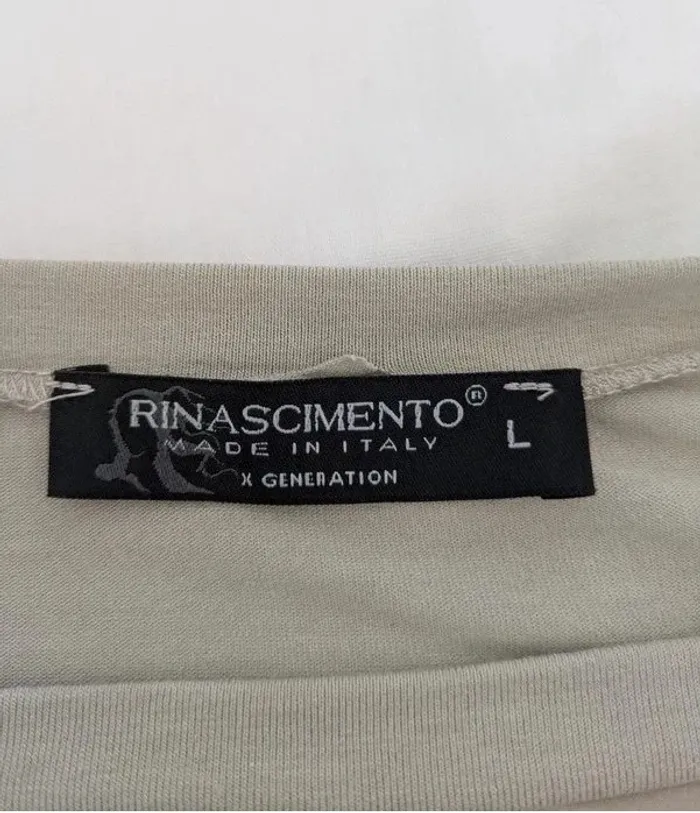 RINASCIMENTO®
MADE IN ITALY
X GENERATION
L